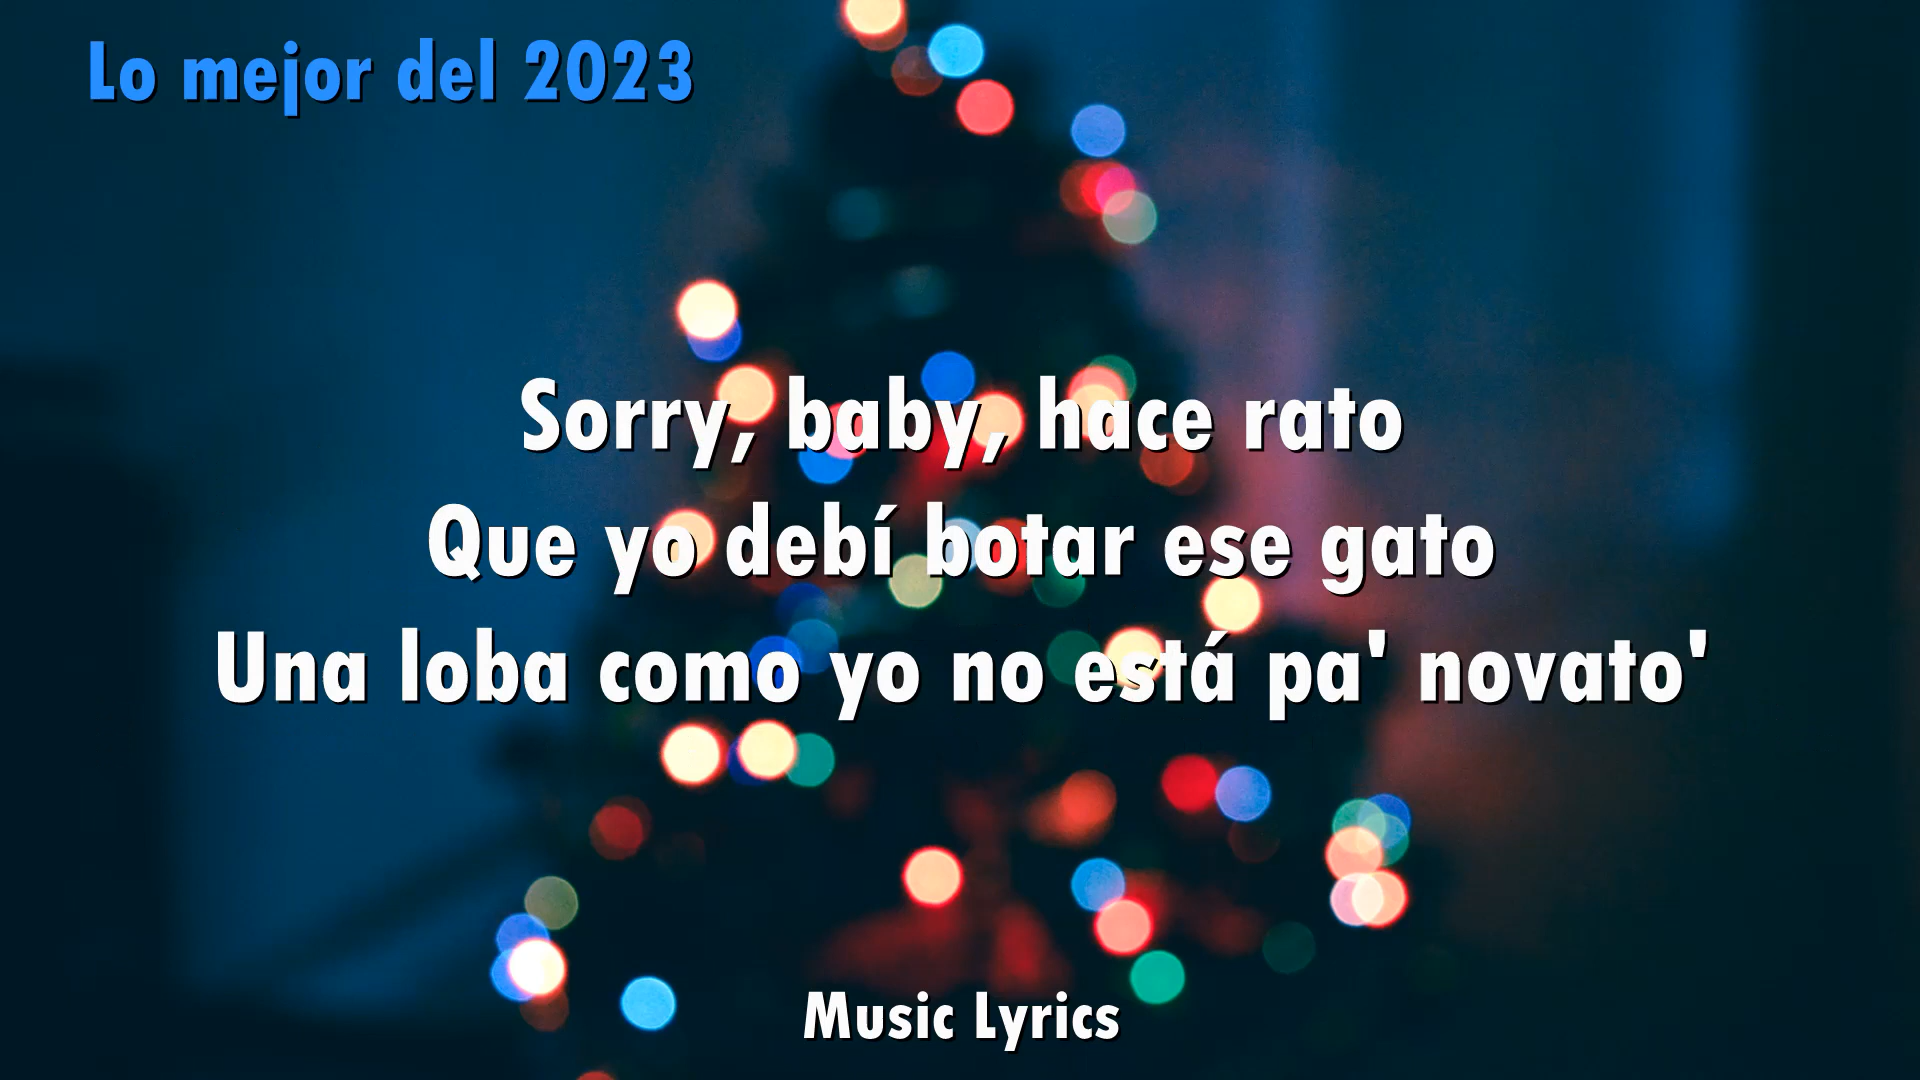 Lo mejor del 2023
Sorry, baby, hace rato
Que yo debí botar ese gato
Una loba como yo no está pa' novato'
Music Lyrics